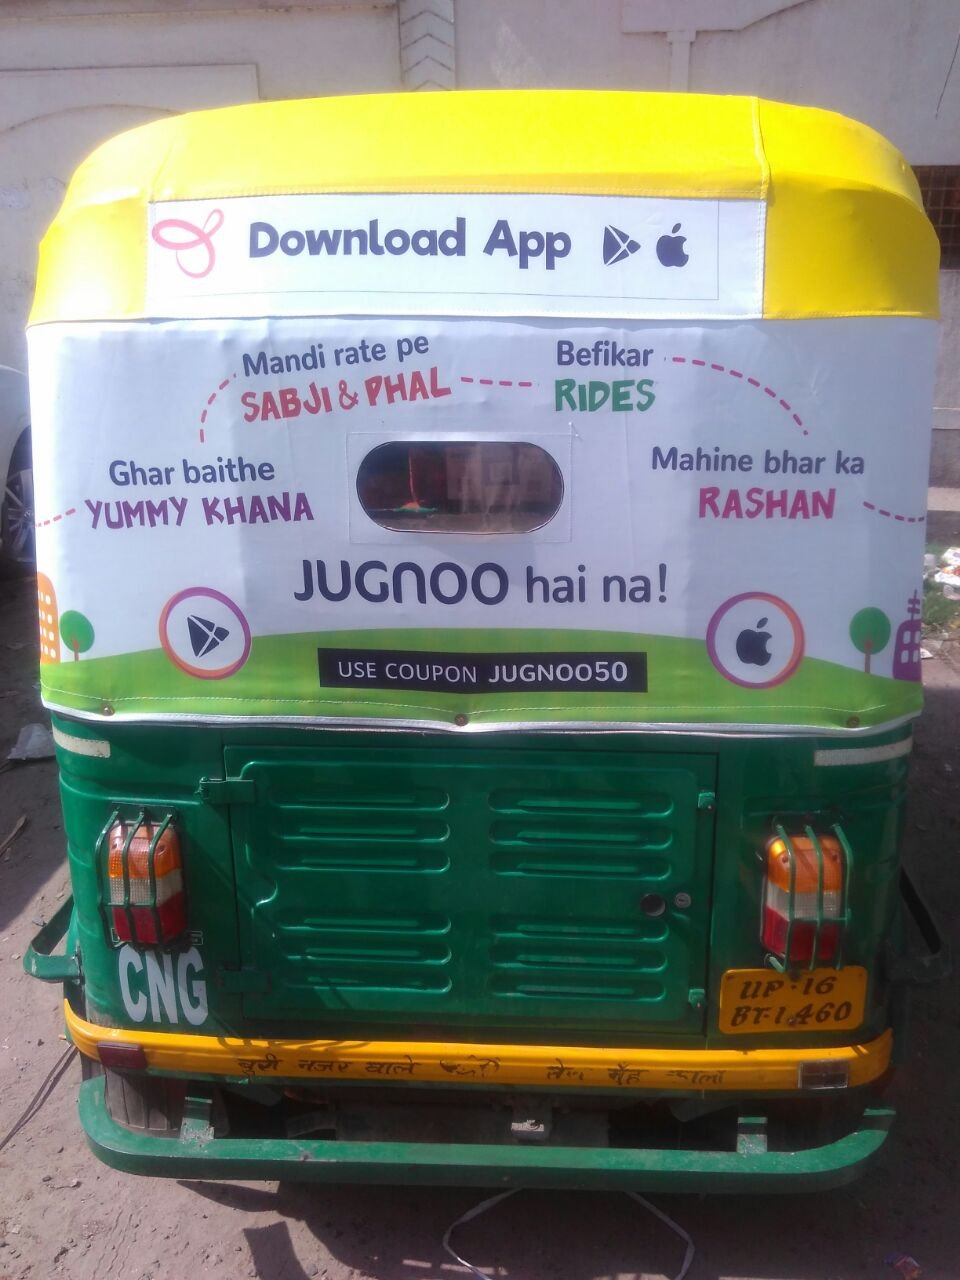 Download App
Mandi rate pe
SABJI & PHAL
Befikar
RIDES
Ghar baithe
YUMMY KHANA
Mahine bhar ka
RASHAN
JUGNOO hai na!
USE COUPON JUGNOO50
CNG
UP·16
BT-1460
बुरी नजर वाले तेरा मुँह काला